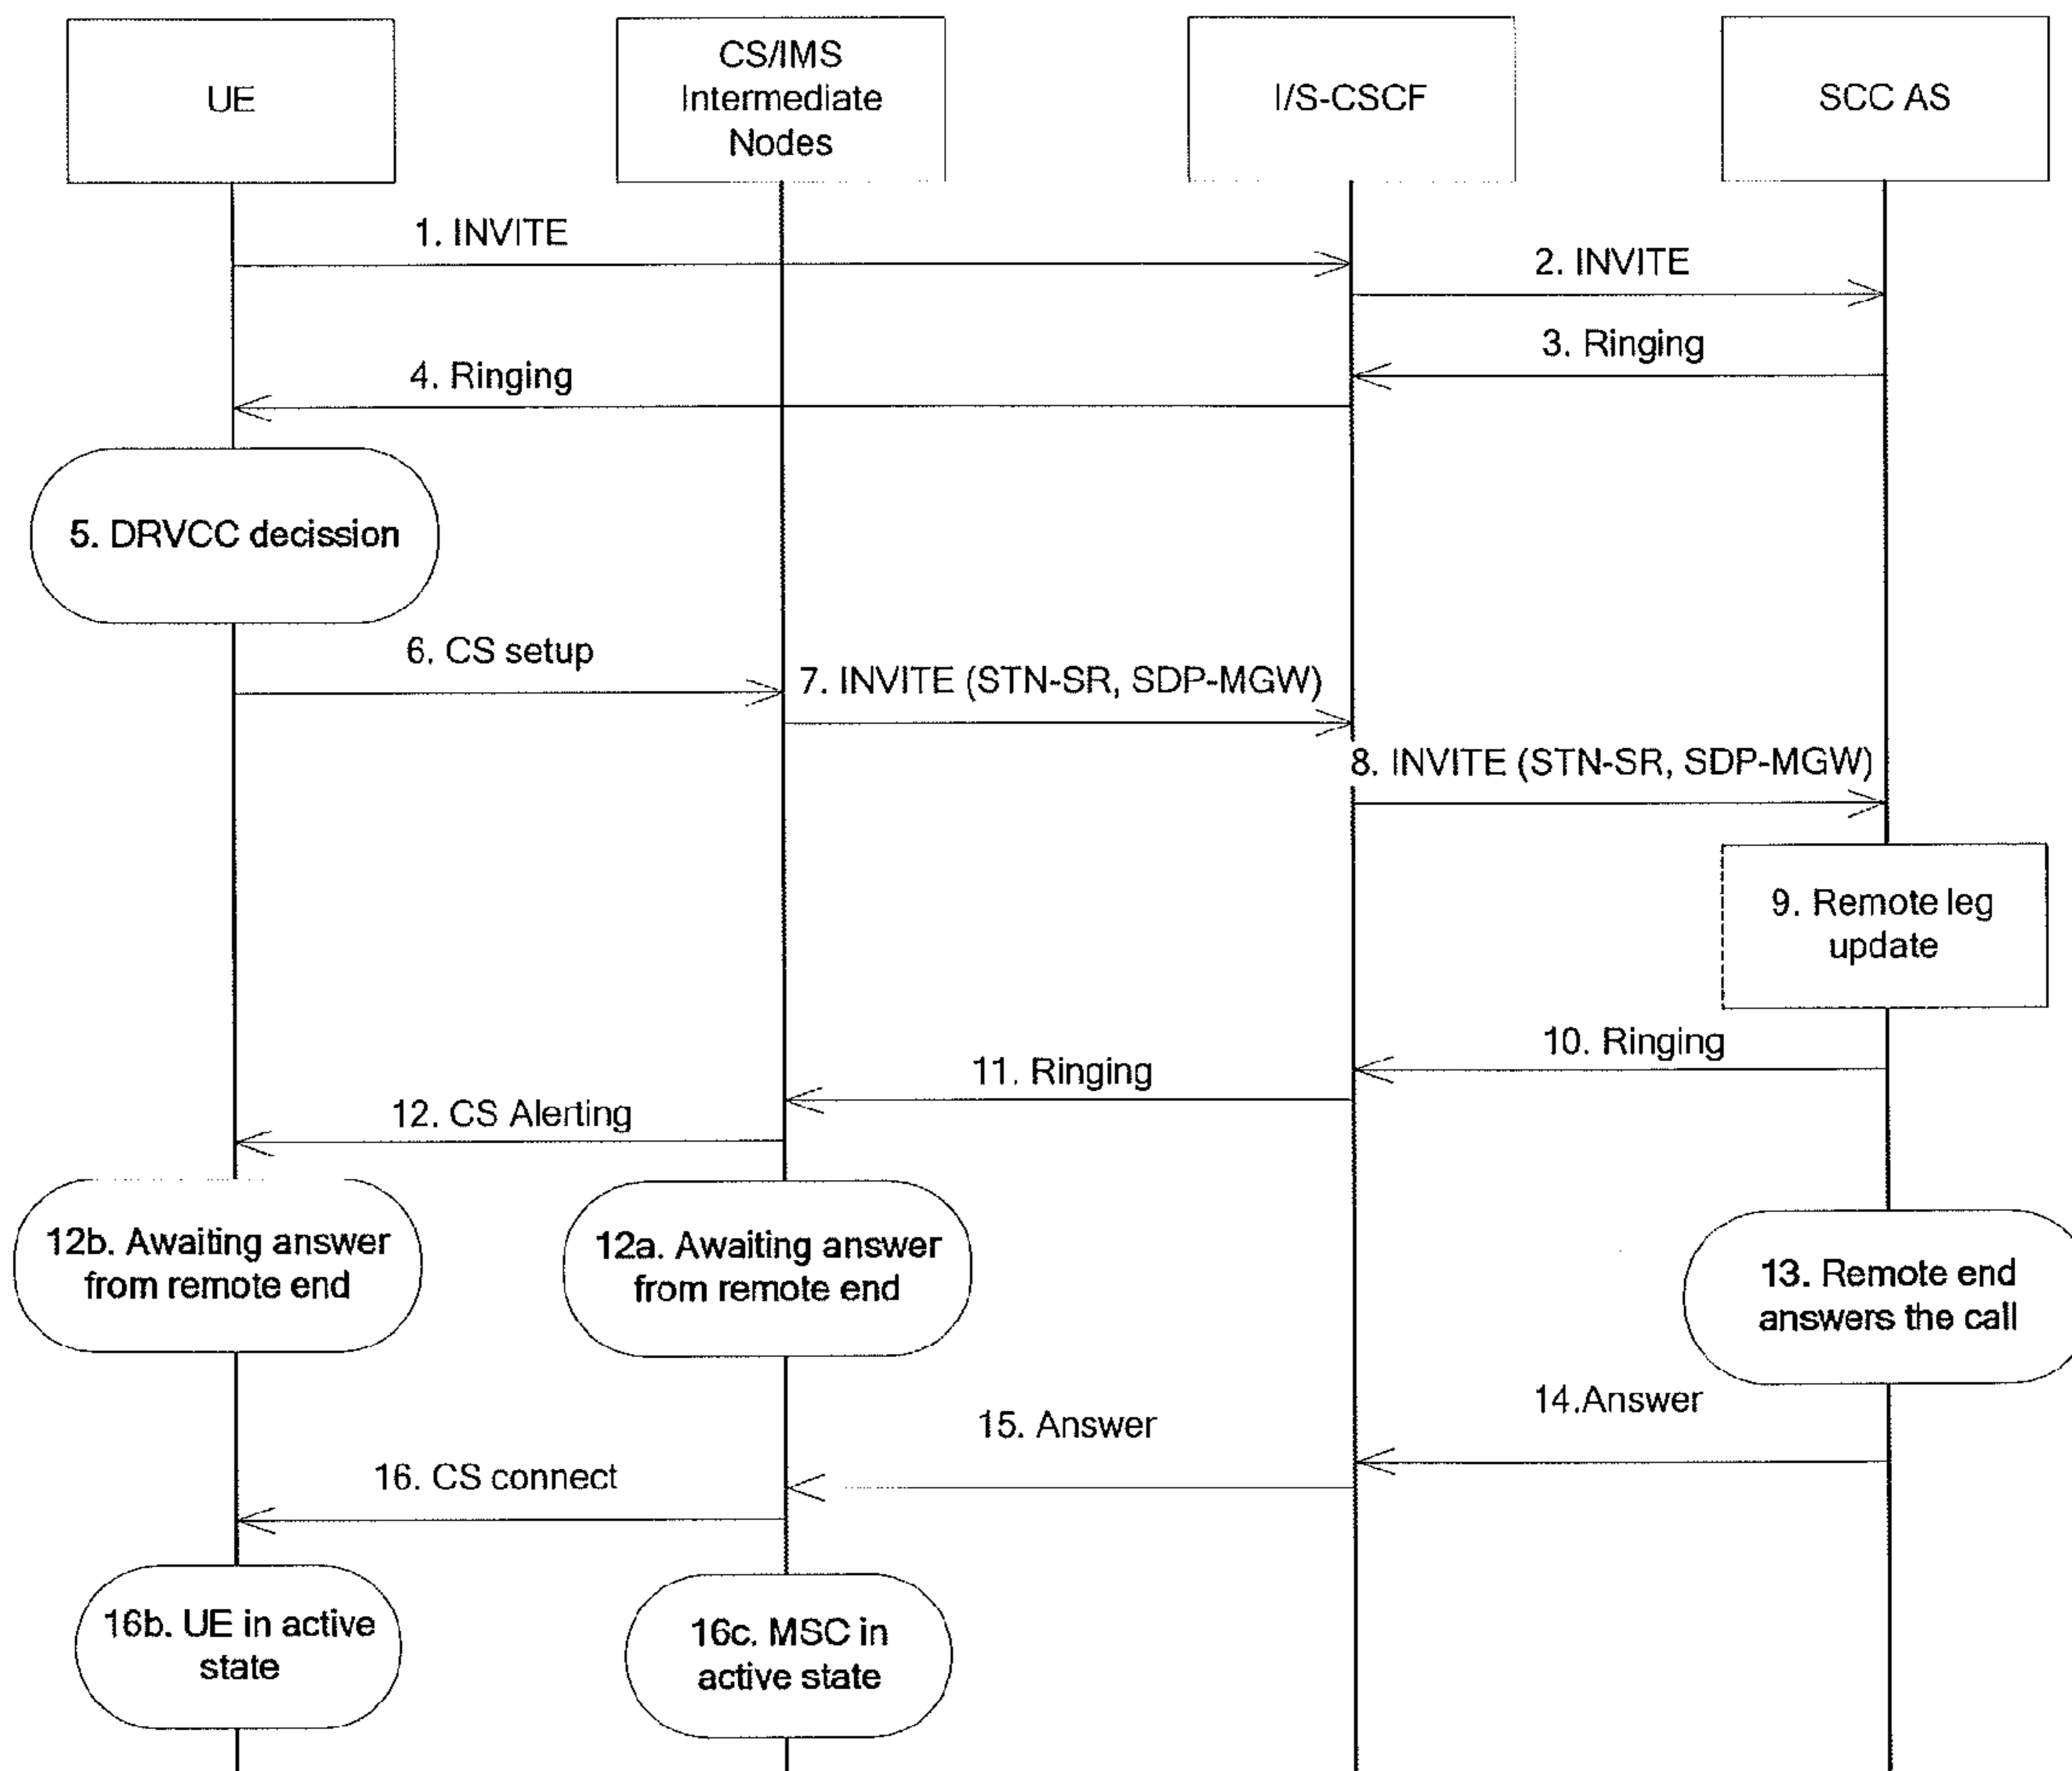 UE
CS/IMS
Intermediate
Nodes
I/S-CSCF
SCC AS
1. INVITE
2. INVITE
3. Ringing
4. Ringing
5. DRVCC decission
6. CS setup
7. INVITE (STN-SR, SDP-MGW)
8. INVITE (STN-SR, SDP-MGW)
9. Remote leg
update
10. Ringing
11. Ringing
12. CS Alerting
12b. Awaiting answer
from remote end
12a. Awaiting answer
from remote end
13. Remote end
answers the call
14.Answer
15. Answer
16. CS connect
16b. UE in active
state
16c. MSC in
active state